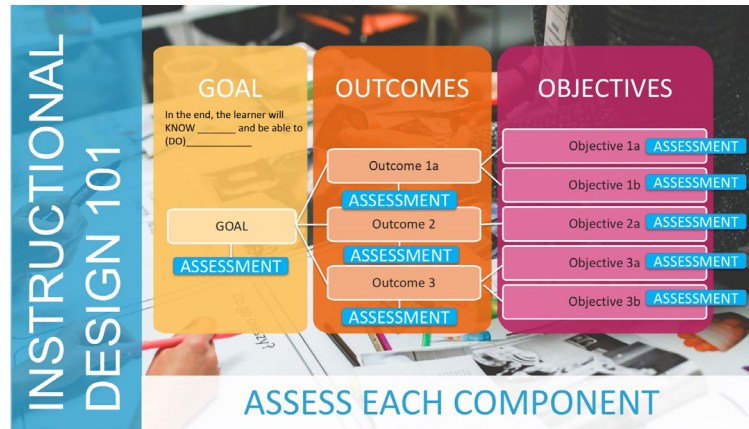 INSTRUCTIONAL
DESIGN 101
GOAL
In the end, the learner will
KNOW ________ and be able to
(DO)_____________
GOAL
ASSESSMENT
OUTCOMES
Outcome 1a
ASSESSMENT
Outcome 2
ASSESSMENT
Outcome 3
ASSESSMENT
OBJECTIVES
Objective 1a ASSESSMENT
Objective 1b ASSESSMENT
Objective 2a ASSESSMENT
Objective 3a ASSESSMENT
Objective 3b ASSESSMENT
ASSESS EACH COMPONENT